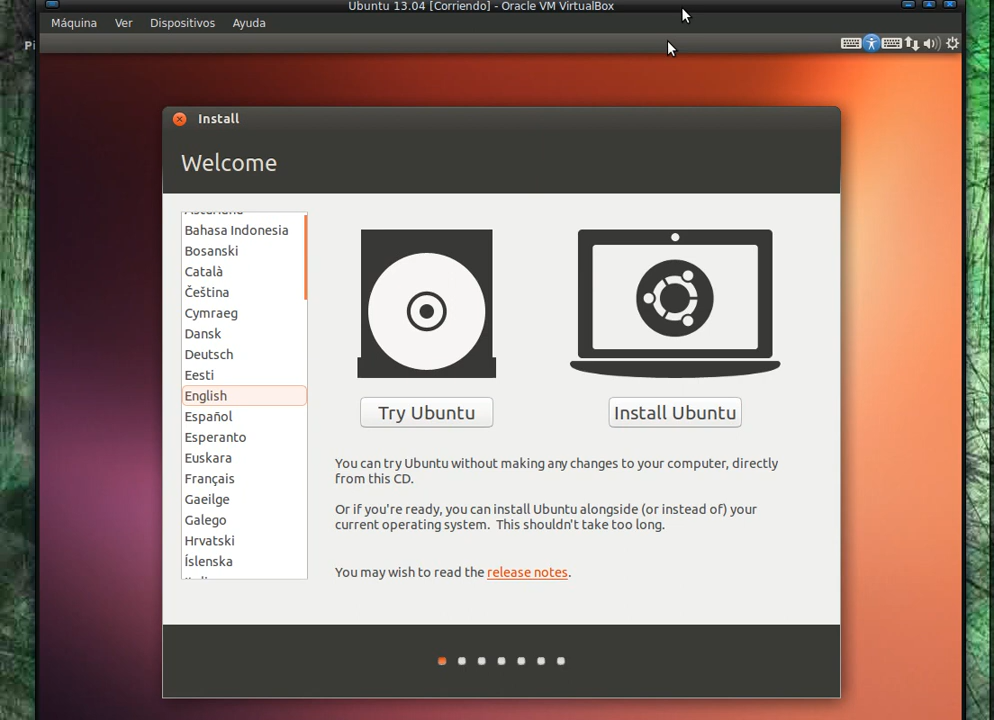 Ubuntu 13.04 [Corriendo] - Oracle VM VirtualBox
Máquina Ver Dispositivos Ayuda
Pi
Install
Welcome
Asturianu
Bahasa Indonesia
Bosanski
Català
Čeština
Cymraeg
Dansk
Deutsch
Eesti
English
Español
Esperanto
Euskara
Français
Gaeilge
Galego
Hrvatski
Íslenska
Try Ubuntu
Install Ubuntu
You can try Ubuntu without making any changes to your computer, directly
from this CD.
Or if you're ready, you can install Ubuntu alongside (or instead of) your
current operating system. This shouldn't take too long.
You may wish to read the release notes.